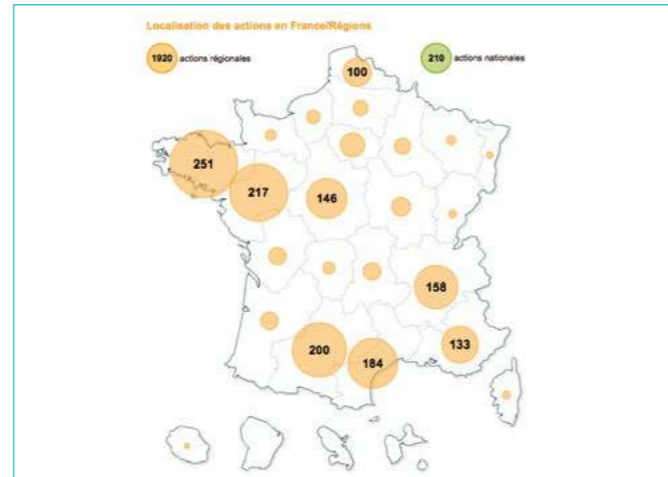 Localisation des actions en France/Régions
1920 actions régionales
210 actions nationales
100
251
217
146
158
200
184
133